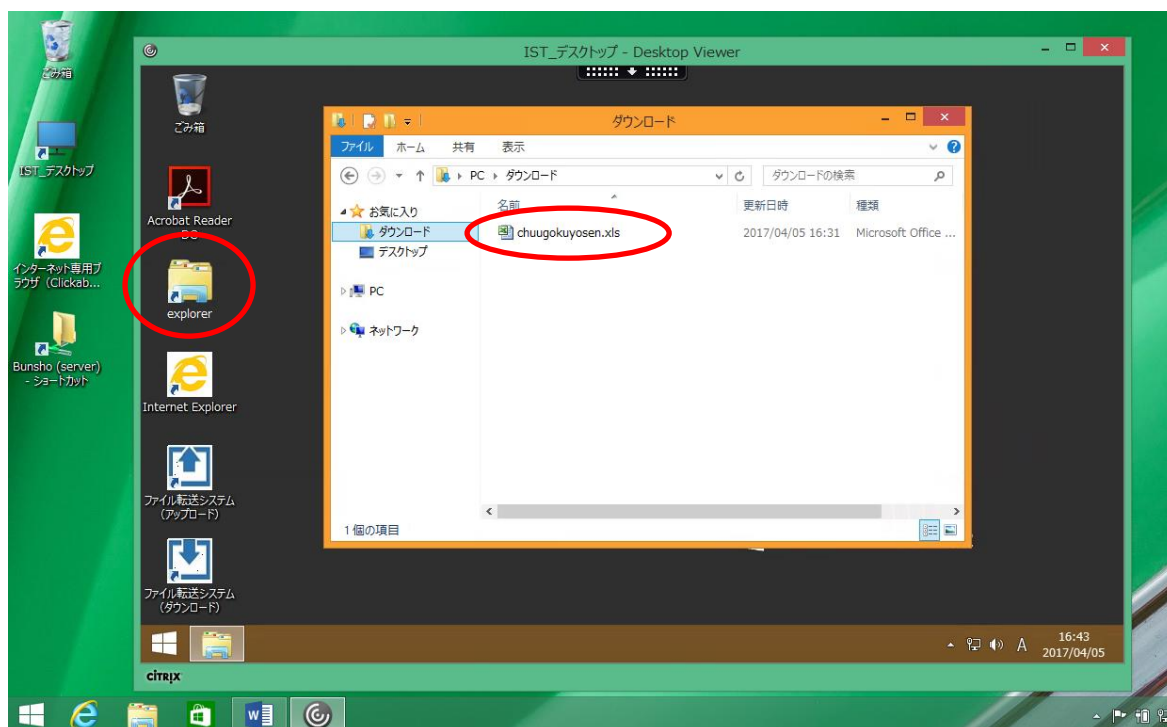 ごみ箱
IST_デスクトップ
インターネット専用ブ
ラウザ (Clickab...
Bunsho (server)
- ショートカット
IST_デスクトップ - Desktop Viewer
ごみ箱
Acrobat Reader
DC
explorer
Internet Explorer
ファイル転送システム
(アップロード)
ファイル転送システム
(ダウンロード)
ダウンロード
ファイル ホーム 共有 表示
PC ダウンロード
ダウンロードの検索
お気に入り
ダウンロード
デスクトップ
PC
ネットワーク
名前 更新日時 種類
chuugokuyosen.xls 2017/04/05 16:31 Microsoft Office ...
1 個の項目
A
16:43
2017/04/05
CITRIX